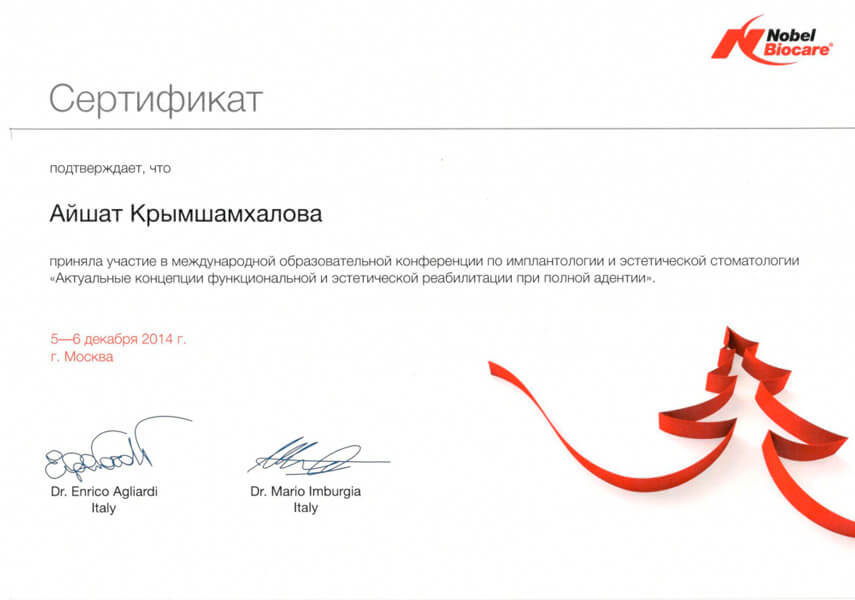 Nobel
Biocare®
Сертификат
подтверждает, что
Айшат Крымшамхалова
приняла участие в международной образовательной конференции по имплантологии и эстетической стоматологии
«Актуальные концепции функциональной и эстетической реабилитации при полной адентии».
5—6 декабря 2014 г.
г. Москва
Dr. Enrico Agliardi
Italy
Dr. Mario Imburgia
Italy